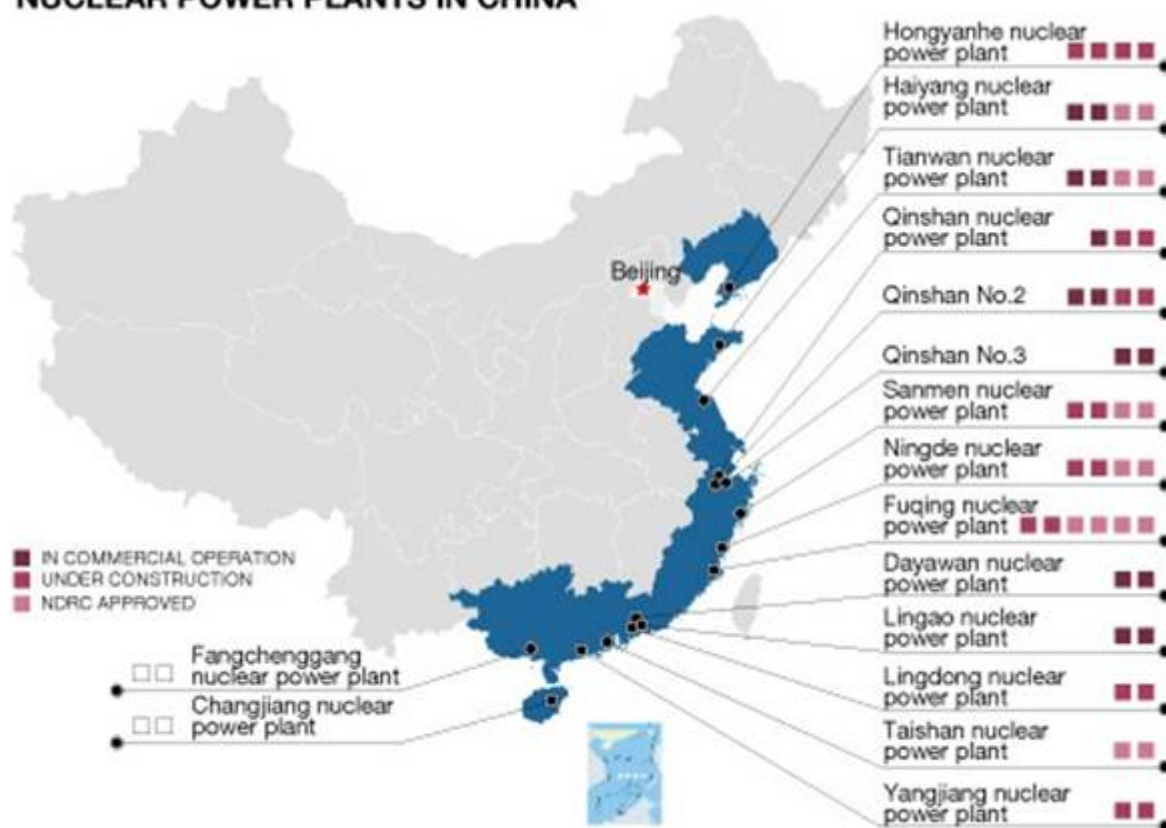 NUCLEAR POWER PLANTS IN CHINA
Hongyanhe nuclear
power plant
Haiyang nuclear
power plant
Tianwan nuclear
power plant
Qinshan nuclear
power plant
Beijing
Qinshan No.2
Qinshan No.3
Sanmen nuclear
power plant
Ningde nuclear
power plant
Fuqing nuclear
power plant
IN COMMERCIAL OPERATION
UNDER CONSTRUCTION
NDRC APPROVED
Dayawan nuclear
power plant
Lingao nuclear
power plant
Fangchenggang
nuclear power plant
Changjiang nuclear
power plant
Lingdong nuclear
power plant
Taishan nuclear
power plant
Yangjiang nuclear
power plant